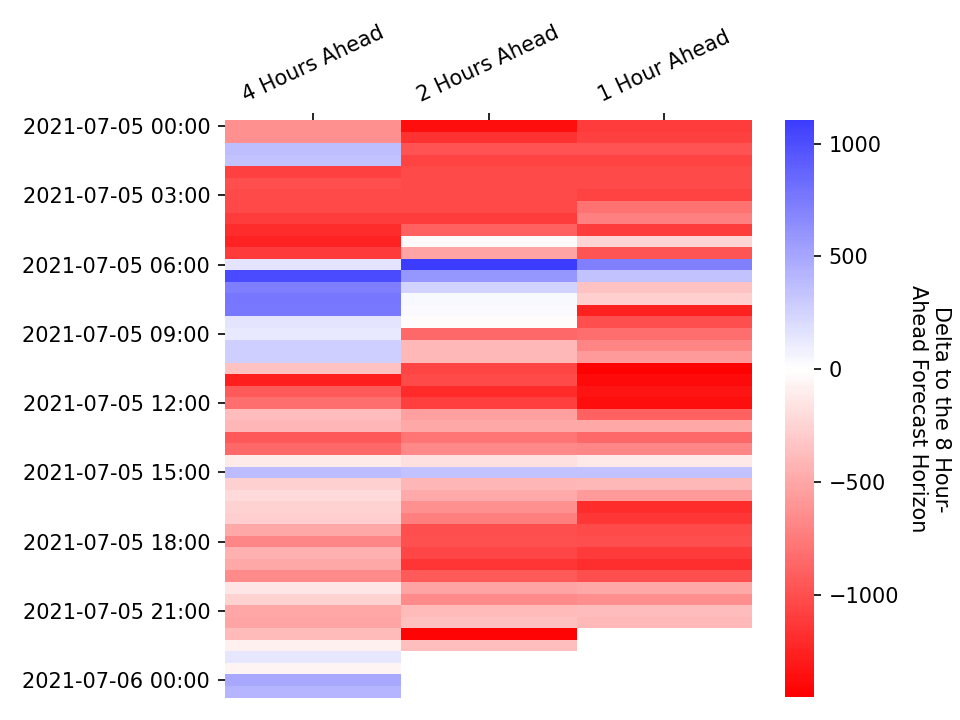 4 Hours Ahead
2 Hours Ahead
1 Hour Ahead
2021-07-05 00:00
2021-07-05 03:00
2021-07-05 06:00
2021-07-05 09:00
2021-07-05 12:00
2021-07-05 15:00
2021-07-05 18:00
2021-07-05 21:00
2021-07-06 00:00
1000
500
0
−500
−1000
Delta to the 8 Hour-
Ahead Forecast Horizon